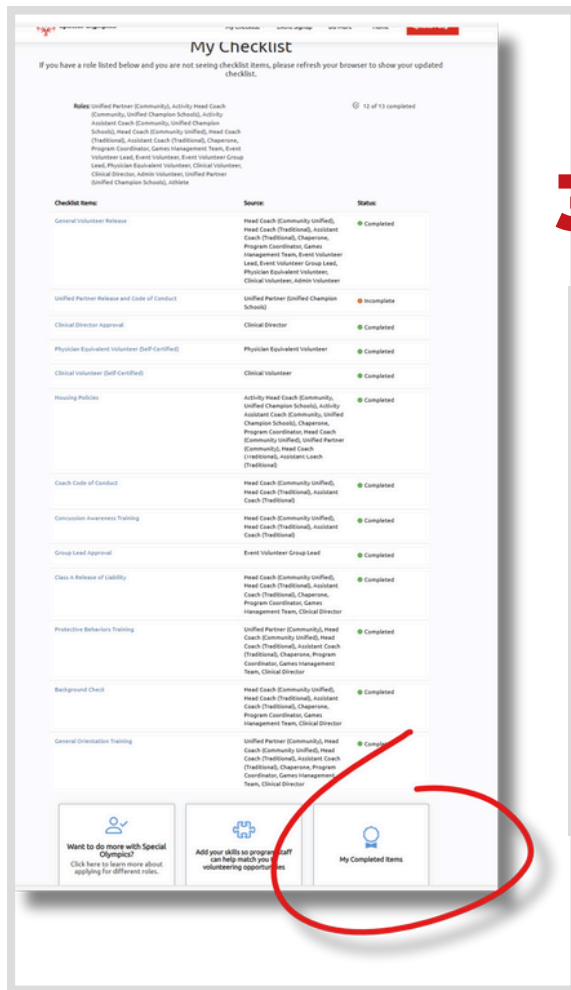 My Checklist
If you have a role listed below and you are not seeing checklist items, please refresh your browser to show your updated
checklist.
Roles: Unified Partner (Community), Activity Head Coach
(Community, Unified Champion Schools), Activity
Assistant Coach (Community, Unified Champion
Schools), Head Coach (Community Unified), Head Coach
(Traditional), Assistant Coach (Traditional), Chaperone,
Program Coordinator, Games Management Team, Event
Volunteer Lead, Event Volunteer, Event Volunteer Group
Lead, Physician Equivalent Volunteer, Clinical Volunteer,
Clinical Director, Admin Volunteer, Unified Partner
(Unified Champion Schools), Athlete
12 of 13 completed
Checklist Items: Source: Status:
General Volunteer Release
Head Coach (Community Unified),
Head Coach (Traditional), Assistant
Coach (Traditional), Chaperone,
Program Coordinator, Games
Management Team, Event Volunteer
Lead, Event Volunteer Group Lead,
Physician Equivalent Volunteer,
Clinical Volunteer, Admin Volunteer
Completed
Unified Partner Release and Code of Conduct
Unified Partner (Unified Champion
Schools)
Incomplete
Clinical Director Approval
Clinical Director
Completed
Physician Equivalent Volunteer (Self-Certified)
Physician Equivalent Volunteer
Completed
Clinical Volunteer (Self-Certified)
Clinical Volunteer
Completed
Housing Policies
Activity Head Coach (Community,
Unified Champion Schools), Activity
Assistant Coach (Community, Unified
Champion Schools), Chaperone,
Program Coordinator, Head Coach
(Community Unified), Unified Partner
(Community), Head Coach
(Traditional), Assistant Coach
(Traditional)
Completed
Coach Code of Conduct
Head Coach (Community Unified),
Head Coach (Traditional), Assistant
Coach (Traditional)
Completed
Concussion Awareness Training
Head Coach (Community Unified),
Head Coach (Traditional), Assistant
Coach (Traditional)
Completed
Group Lead Approval
Event Volunteer Group Lead
Completed
Class A Release of Liability
Head Coach (Community Unified),
Head Coach (Traditional), Assistant
Coach (Traditional), Chaperone,
Program Coordinator, Games
Management Team, Clinical Director
Completed
Protective Behaviors Training
Unified Partner (Community), Head
Coach (Community Unified), Head
Coach (Traditional), Assistant Coach
(Traditional), Chaperone, Program
Coordinator, Games Management
Team, Clinical Director
Completed
Background Check
Head Coach (Community Unified),
Head Coach (Traditional), Assistant
Coach (Traditional), Chaperone,
Program Coordinator, Games
Management Team, Clinical Director
Completed
General Orientation Training
Unified Partner (Community), Head
Coach (Community Unified), Head
Coach (Traditional), Assistant Coach
(Traditional), Chaperone, Program
Coordinator, Games Management
Team, Clinical Director
Completed
Want to do more with Special
Olympics?
Click here to learn more about
applying for different roles.
Add your skills so program staff
can help match you to
volunteering opportunities
My Completed Items